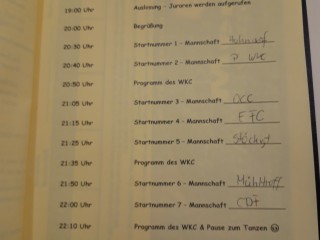 19:00 Uhr Auslosung - Juroren werden aufgerufen
20:00 Uhr Begrüßung
20:30 Uhr Startnummer 1 - Mannschaft
20:40 Uhr Startnummer 2 - Mannschaft
20:50 Uhr Programm des WKC
21:05 Uhr Startnummer 3 - Mannschaft OCC
21:15 Uhr Startnummer 4 - Mannschaft EFC
21:25 Uhr Startnummer 5 - Mannschaft
21:35 Uhr Programm des WKC
21:50 Uhr Startnummer 6 - Mannschaft
22:00 Uhr Startnummer 7 - Mannschaft CDF
22:10 Uhr Programm des WKC & Pause zum Tanzen